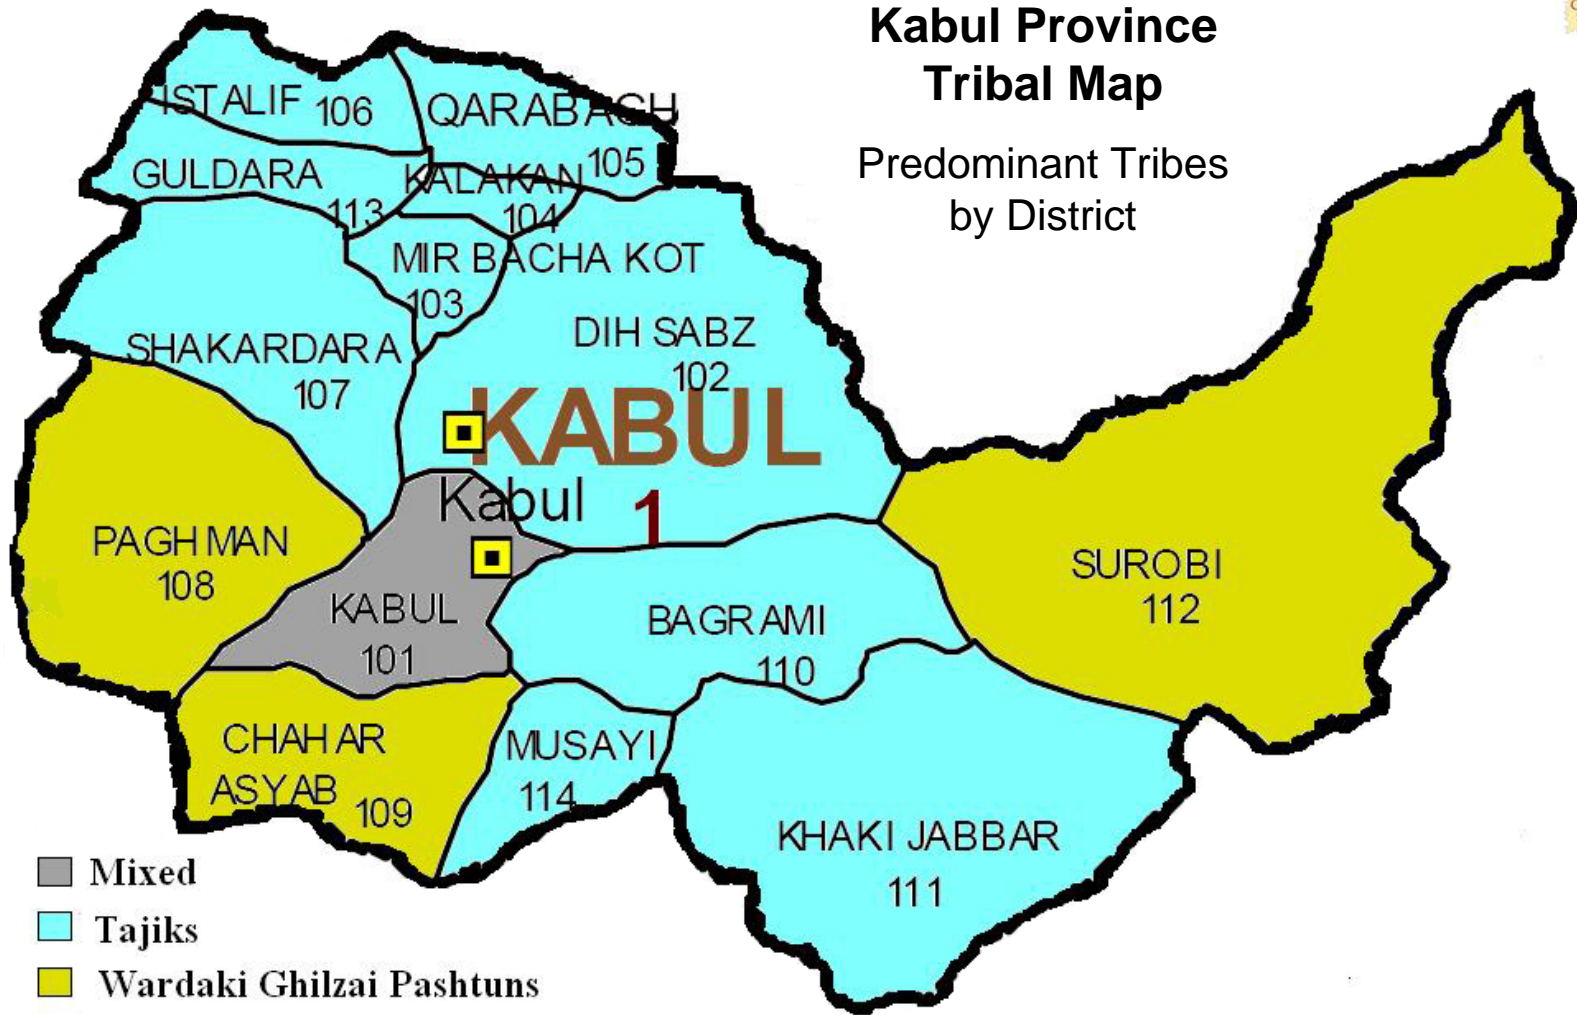 Kabul Province
Tribal Map
Predominant Tribes
by District
ISTALIF 106
QARABAGH
105
GULDARA
113
KALAKAN
104
MIR BACHA KOT
103
DIH SABZ
102
SHAKARDARA
107
KABUL
Kabul
1
PAGHMAN
108
KABUL
101
BAGRAMI
110
SUROBI
112
CHAHAR
ASYAB 109
MUSAYI
114
KHAKI JABBAR
111
Mixed
Tajiks
Wardaki Ghilzai Pashtuns